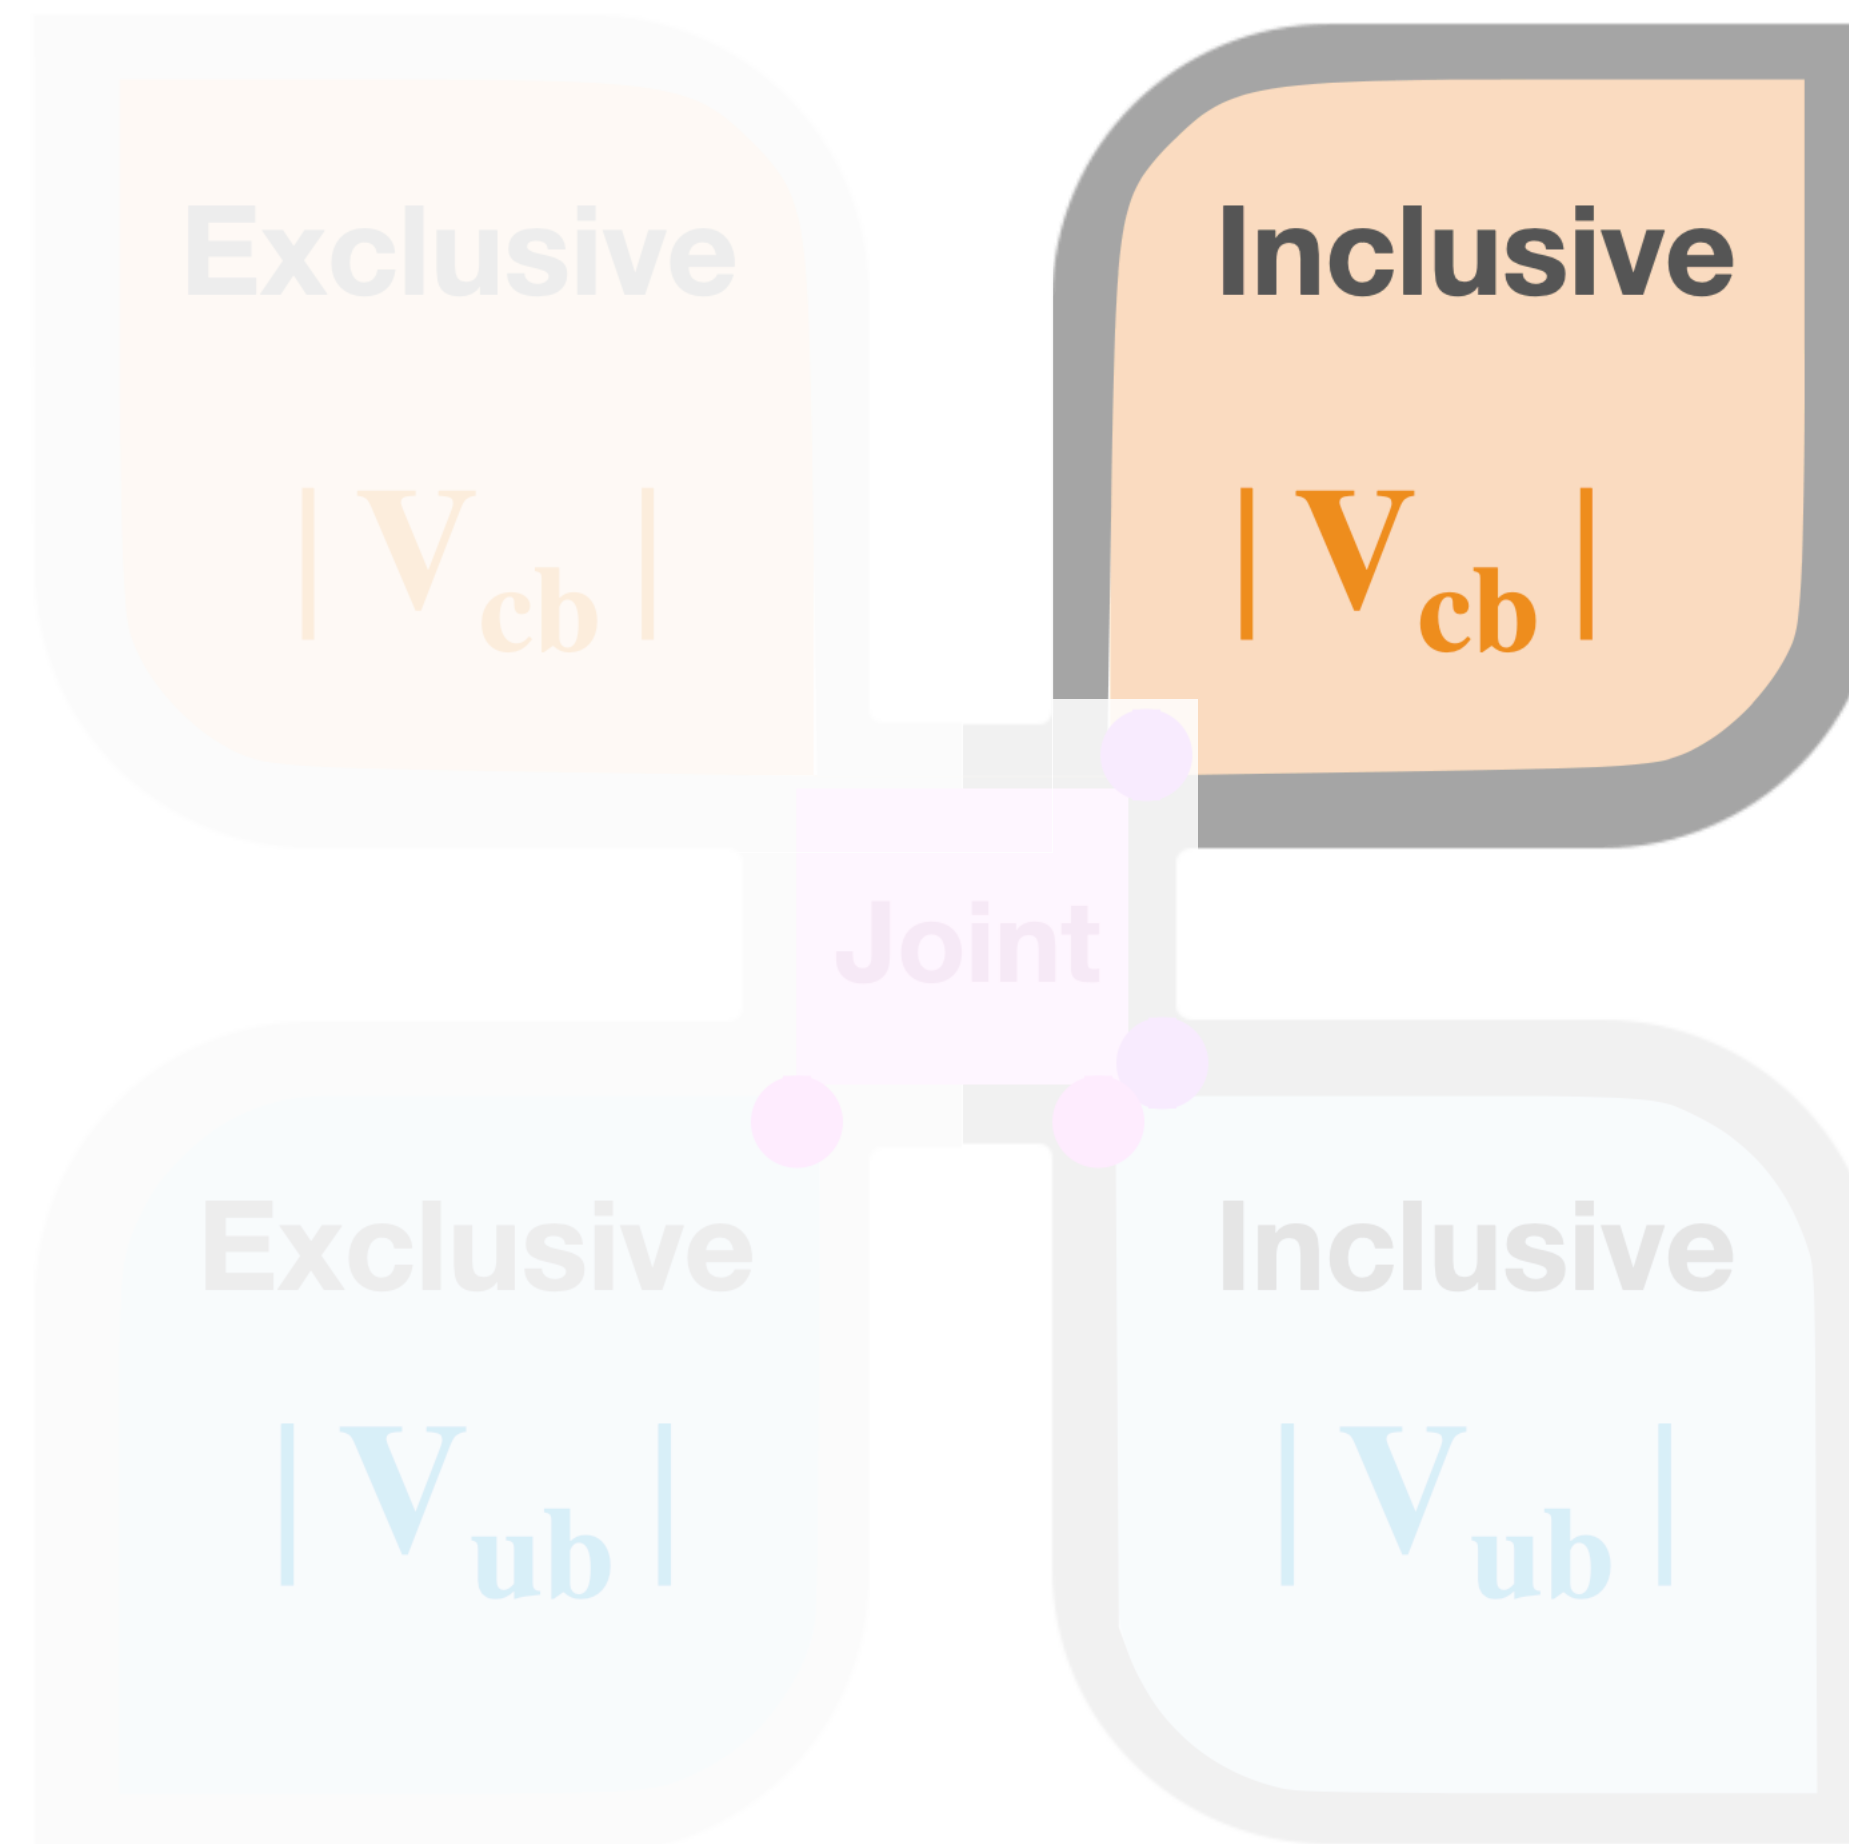 Exclusive
| Vcb |
Inclusive
| Vcb |
Joint
Exclusive
| Vub |
Inclusive
| Vub |